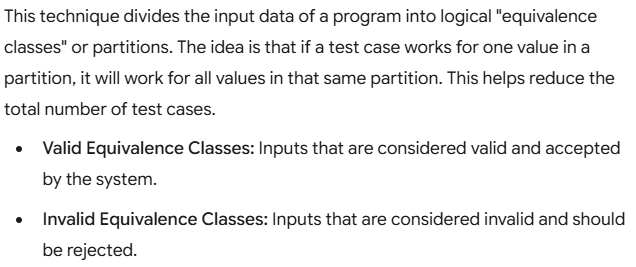 This technique divides the input data of a program into logical "equivalence
classes" or partitions. The idea is that if a test case works for one value in a
partition, it will work for all values in that same partition. This helps reduce the
total number of test cases.
• Valid Equivalence Classes: Inputs that are considered valid and accepted
by the system.
• Invalid Equivalence Classes: Inputs that are considered invalid and should
be rejected.